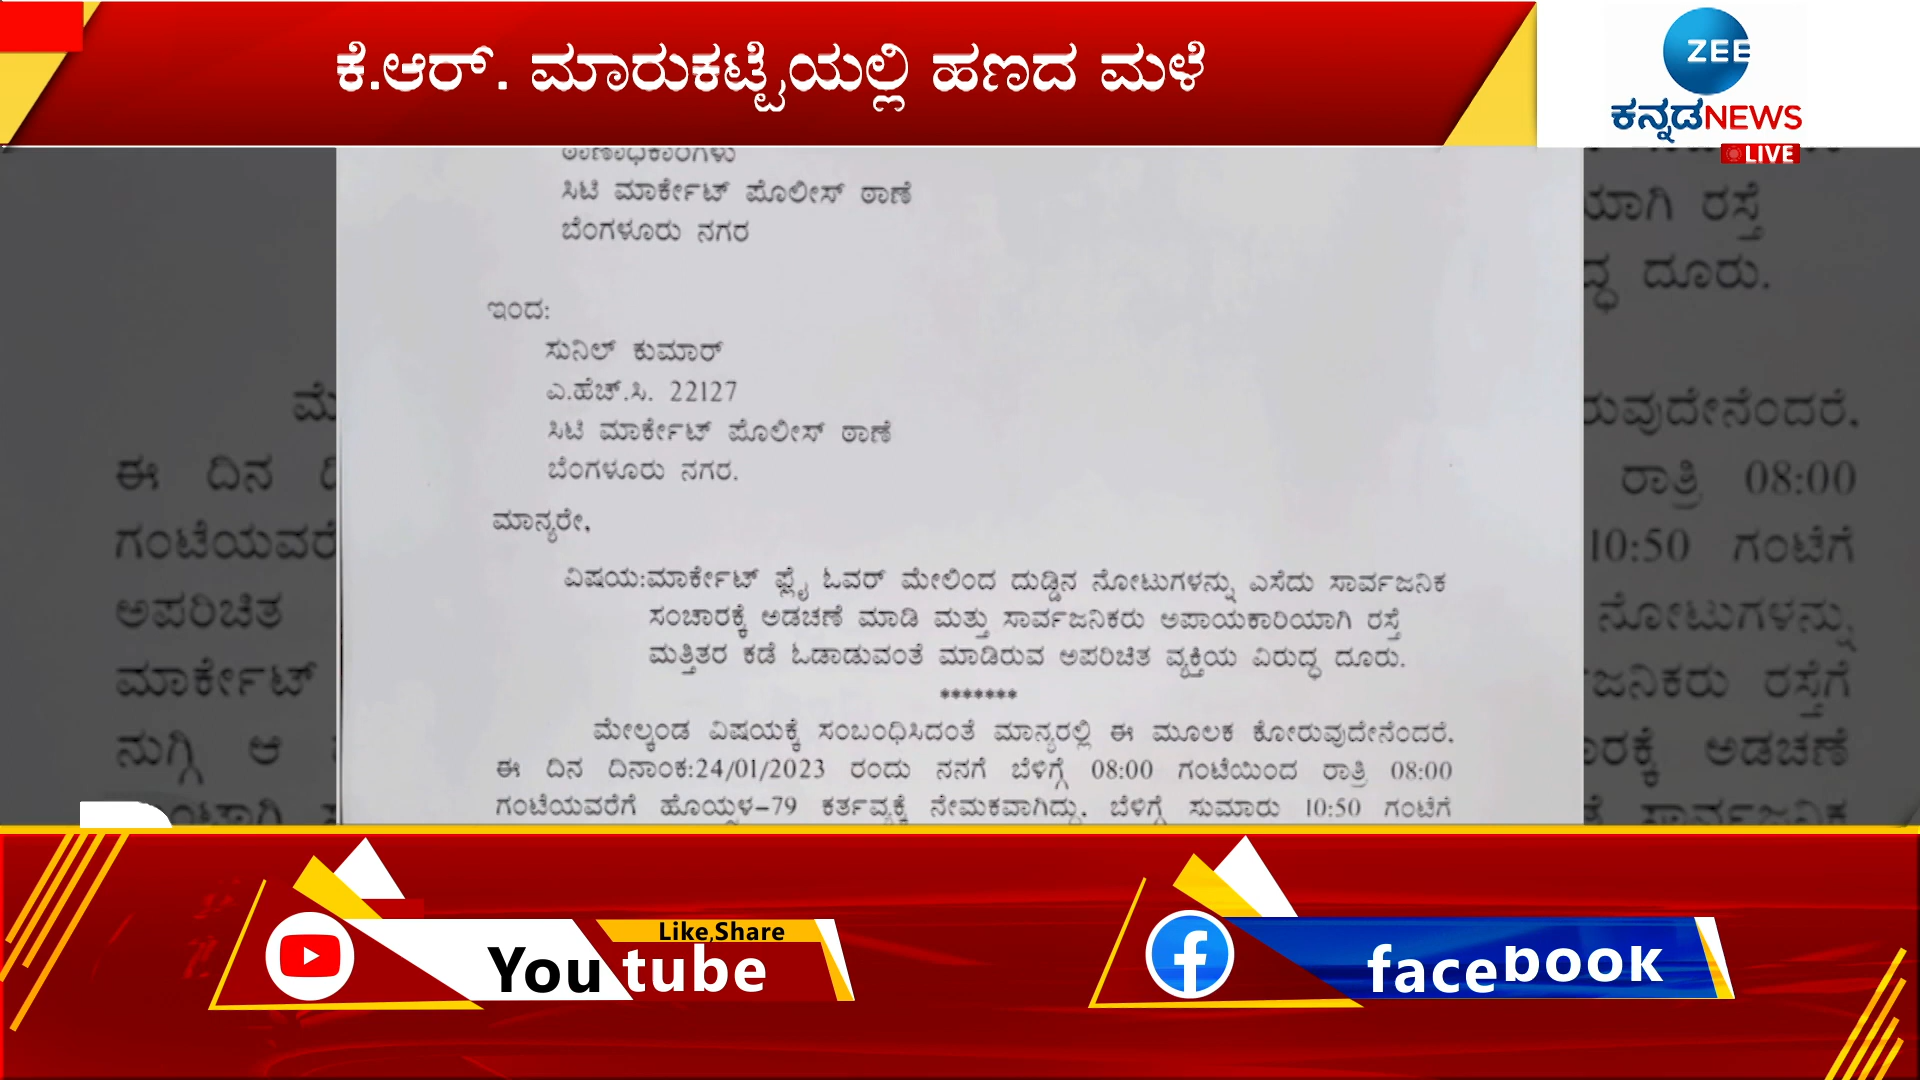 ಕೆ.ಆರ್. ಮಾರುಕಟ್ಟೆಯಲ್ಲಿ ಹಣದ ಮಳೆ
ZEE
ಕನ್ನಡ NEWS
LIVE
ಠಾಣಾಧಿಕಾರಿಗಳು
ಸಿಟಿ ಮಾರ್ಕೇಟ್ ಪೊಲೀಸ್ ಠಾಣೆ
ಬೆಂಗಳೂರು ನಗರ
ಇಂದ:
ಸುನಿಲ್ ಕುಮಾರ್
ಎ.ಹೆಚ್.ಸಿ. 22127
ಸಿಟಿ ಮಾರ್ಕೇಟ್ ಪೊಲೀಸ್ ಠಾಣೆ
ಬೆಂಗಳೂರು ನಗರ.
ಮಾನ್ಯರೇ,
ವಿಷಯ:ಮಾರ್ಕೇಟ್ ಫ್ಲೈ ಓವರ್ ಮೇಲಿಂದ ದುಡ್ಡಿನ ನೋಟುಗಳನ್ನು ಎಸೆದು ಸಾರ್ವಜನಿಕ
ಸಂಚಾರಕ್ಕೆ ಅಡಚಣೆ ಮಾಡಿ ಮತ್ತು ಸಾರ್ವಜನಿಕರು ಅಪಾಯಕಾರಿಯಾಗಿ ರಸ್ತೆ
ಮತ್ತಿತರ ಕಡೆ ಓಡಾಡುವಂತೆ ಮಾಡಿರುವ ಅಪರಿಚಿತ ವ್ಯಕ್ತಿಯ ವಿರುದ್ಧ ದೂರು.
*******
ಮೇಲ್ಕಂಡ ವಿಷಯಕ್ಕೆ ಸಂಬಂಧಿಸಿದಂತೆ ಮಾನ್ಯರಲ್ಲಿ ಈ ಮೂಲಕ ಕೋರುವುದೇನೆಂದರೆ.
ಈ ದಿನ ದಿನಾಂಕ:24/01/2023 ರಂದು ನನಗೆ ಬೆಳಿಗ್ಗೆ 08:00 ಗಂಟೆಯಿಂದ ರಾತ್ರಿ 08:00
ಗಂಟೆಯವರೆಗೆ ಹೊಯ್ಸಳ-79 ಕರ್ತವ್ಯಕ್ಕೆ ನೇಮಕವಾಗಿದ್ದು, ಬೆಳಿಗ್ಗೆ ಸುಮಾರು 10:50 ಗಂಟೆಗೆ
Like,Share
You tube
facebook